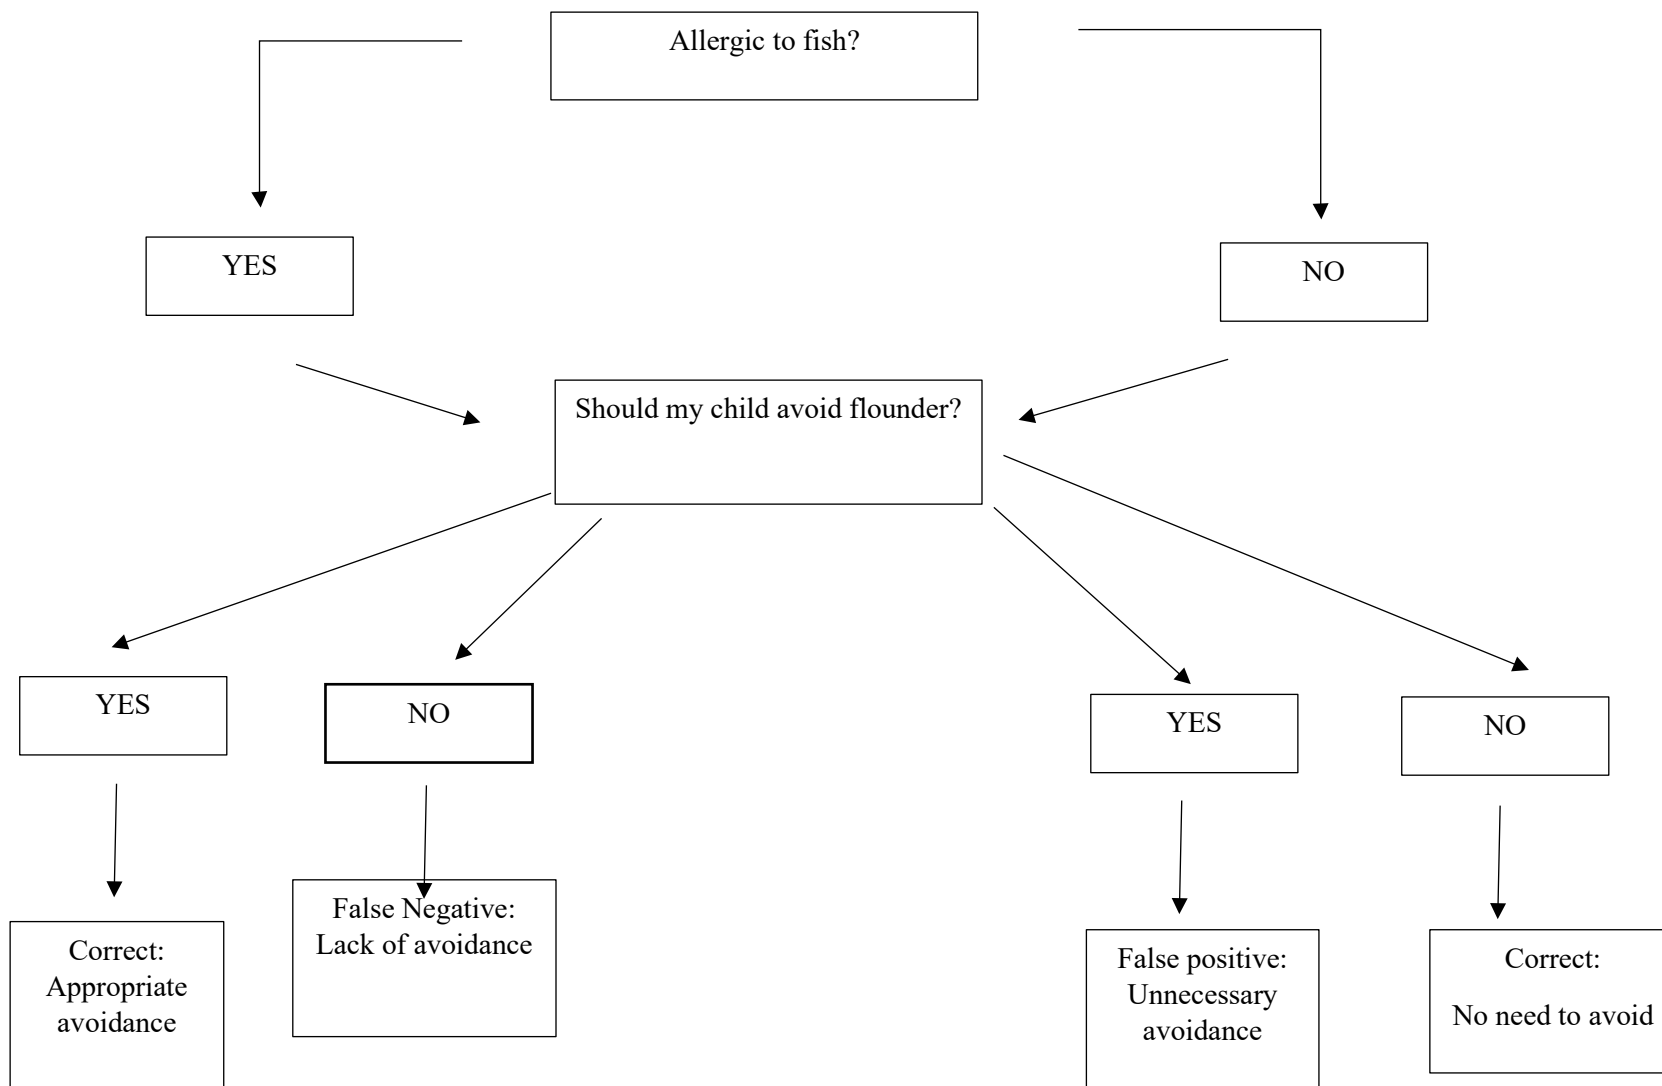 Allergic to fish?
YES
NO
Should my child avoid flounder?
YES
NO
YES
NO
False Negative:
Lack of avoidance
Correct:
Appropriate
avoidance
False positive:
Unnecessary
avoidance
Correct:
No need to avoid